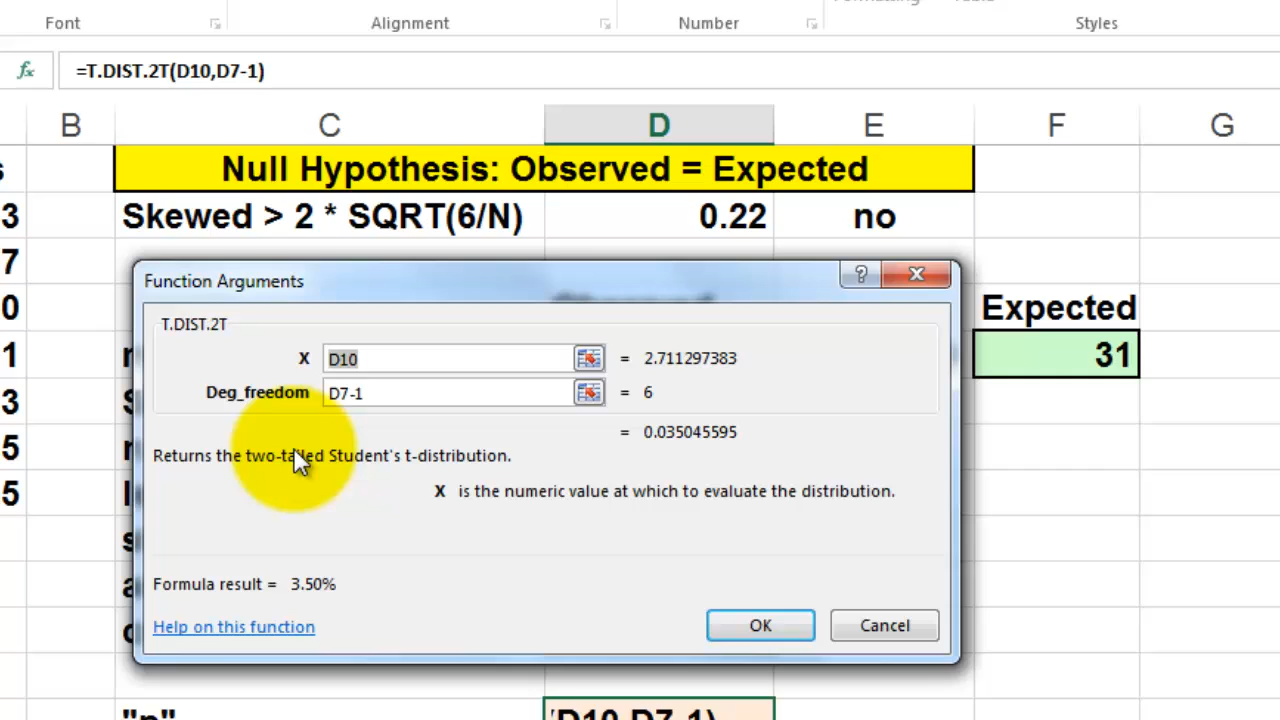 Font Alignment Number Styles
fx =T.DIST.2T(D10,D7-1)
B C D E F G
s Null Hypothesis: Observed = Expected
3 Skewed > 2 * SQRT(6/N) 0.22 no
7
0 Expected
1 31
3
5
5
Function Arguments
T.DIST.2T
X D10 = 2.711297383
Deg_freedom D7-1 = 6
= 0.035045595
Returns the two-tailed Student's t-distribution.
X is the numeric value at which to evaluate the distribution.
Formula result = 3.50%
Help on this function
OK Cancel
"p" (D10,D7-1)